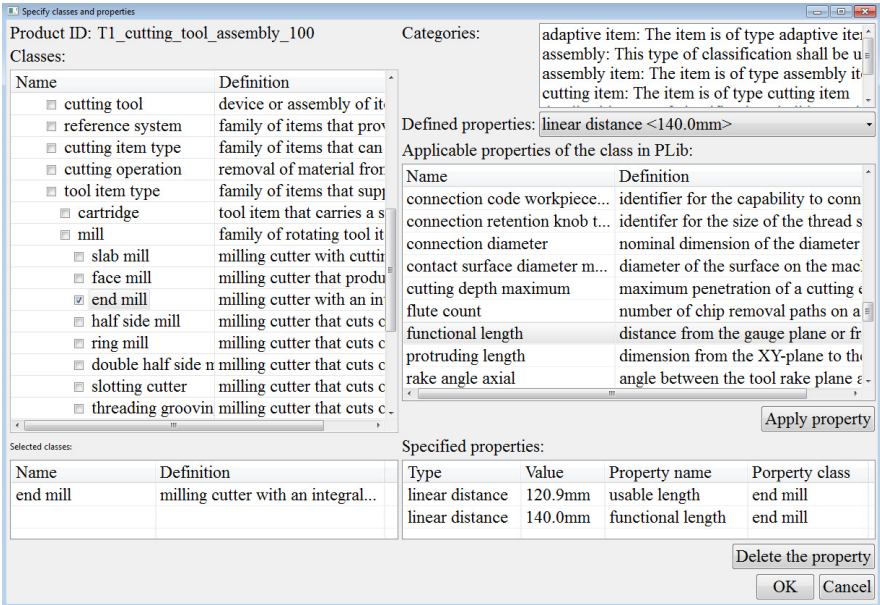 Specify classes and properties
Product ID: T1_cutting_tool_assembly_100
Classes:
Name Definition
cutting tool device or assembly of ite
reference system family of items that prov
cutting item type family of items that can
cutting operation removal of material from
tool item type family of items that supp
cartridge tool item that carries a s
mill family of rotating tool it
slab mill milling cutter with cuttin
face mill milling cutter that produ
end mill milling cutter with an in
half side mill milling cutter that cuts o
ring mill milling cutter that cuts o
double half side m milling cutter that cuts o
slotting cutter milling cutter that cuts o
threading groovin milling cutter that cuts o
Selected classes:
Name Definition
end mill milling cutter with an integral...
Categories:
adaptive item: The item is of type adaptive iter
assembly: This type of classification shall be u
assembly item: The item is of type assembly it
cutting item: The item is of type cutting item
Defined properties: linear distance <140.0mm>
Applicable properties of the class in PLib:
Name Definition
connection code workpiece... identifier for the capability to conn
connection retention knob t... identifer for the size of the thread s
connection diameter nominal dimension of the diameter
contact surface diameter m... diameter of the surface on the mac
cutting depth maximum maximum penetration of a cutting e
flute count number of chip removal paths on a
functional length distance from the gauge plane or fr
protruding length dimension from the XY-plane to the
rake angle axial angle between the tool rake plane a
Apply property
Specified properties:
Type Value Property name Porperty class
linear distance 120.9mm usable length end mill
linear distance 140.0mm functional length end mill
Delete the property
OK Cancel